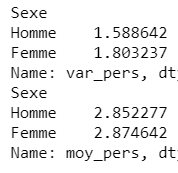 Sexe
Homme 1.588642
Femme 1.803237
Name: var_pers, dt
Sexe
Homme 2.852277
Femme 2.874642
Name: moy_pers, dt